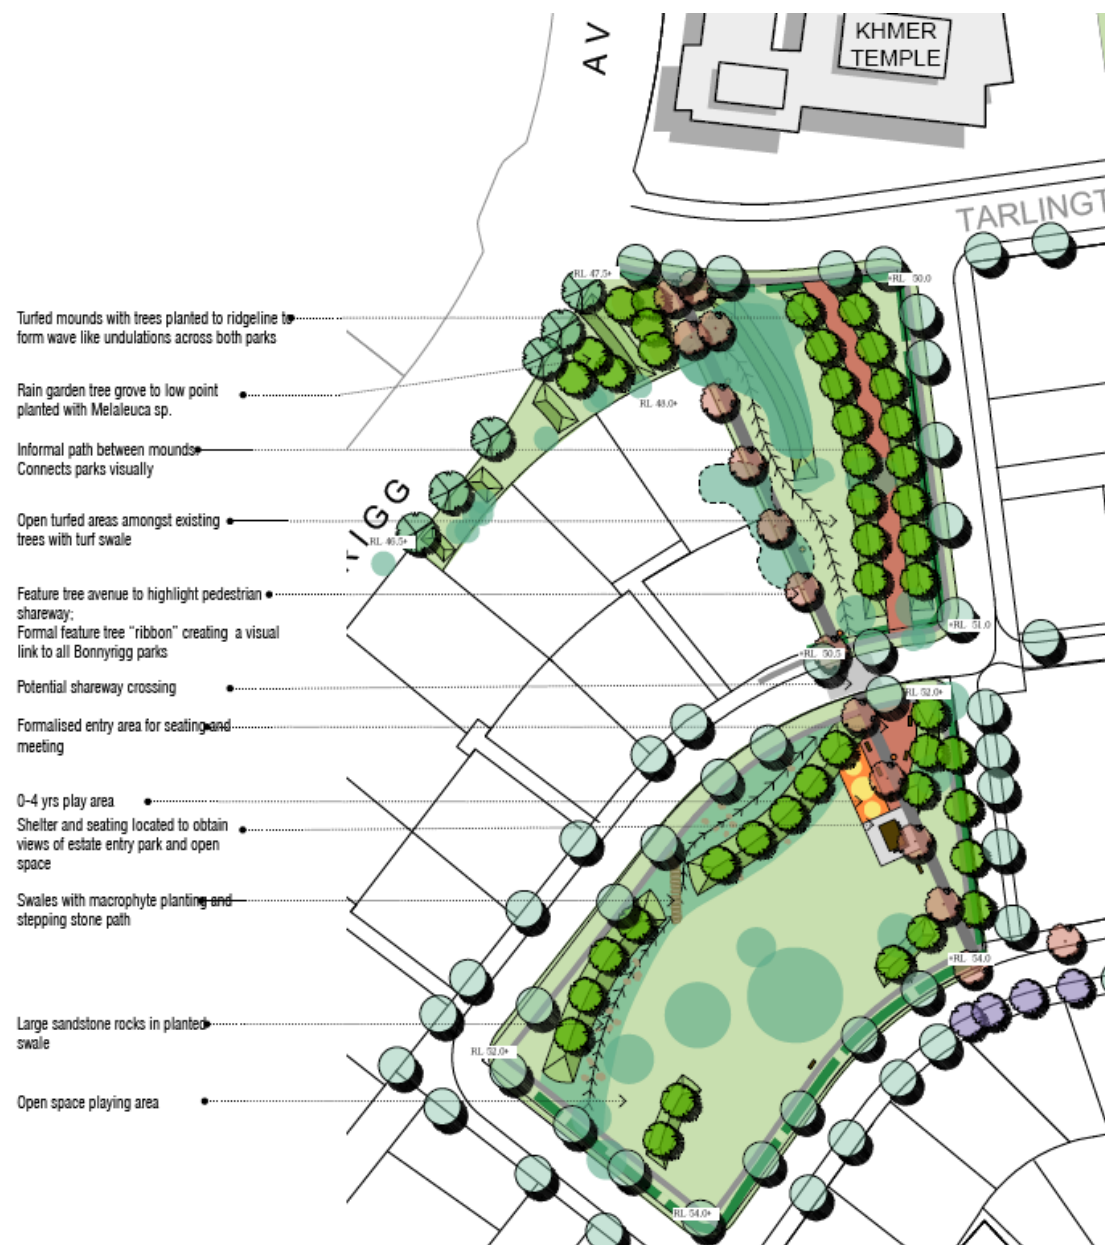 AV
KHMER
TEMPLE
TARLINGT
RL 47.5+
+RL 50.0
Turfed mounds with trees planted to ridgeline to
form wave like undulations across both parks
Rain garden tree grove to low point
planted with Melaleuca sp.
RL 48.0+
Informal path between mounds
Connects parks visually
Open turfed areas amongst existing
trees with turf swale
RIGG
RL 46.5+
Feature tree avenue to highlight pedestrian
shareway;
Formal feature tree “ribbon” creating a visual
link to all Bonnyrigg parks
+RL 51.0
+RL 50.5
Potential shareway crossing
RL 52.0+
Formalised entry area for seating and
meeting
0-4 yrs play area
Shelter and seating located to obtain
views of estate entry park and open
space
Swales with macrophyte planting and
stepping stone path
+RL 54.0
Large sandstone rocks in planted
swale
RL 52.0+
Open space playing area
RL 54.0+